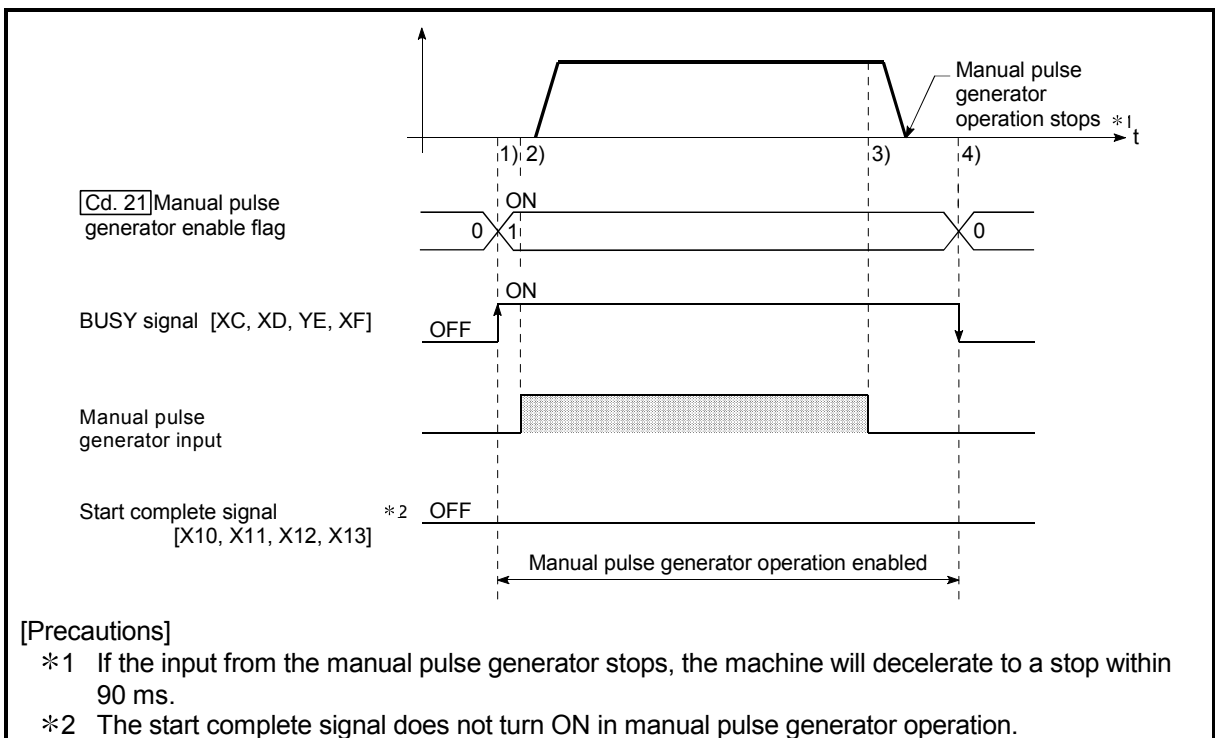 Manual pulse
generator
operation stops *1
t
1) 2) 3) 4)
Cd. 21 Manual pulse
generator enable flag
ON
0 1 0
BUSY signal [XC, XD, YE, XF]
ON
OFF
Manual pulse
generator input
Start complete signal *2 OFF
[X10, X11, X12, X13]
Manual pulse generator operation enabled
[Precautions]
*1 If the input from the manual pulse generator stops, the machine will decelerate to a stop within
90 ms.
*2 The start complete signal does not turn ON in manual pulse generator operation.